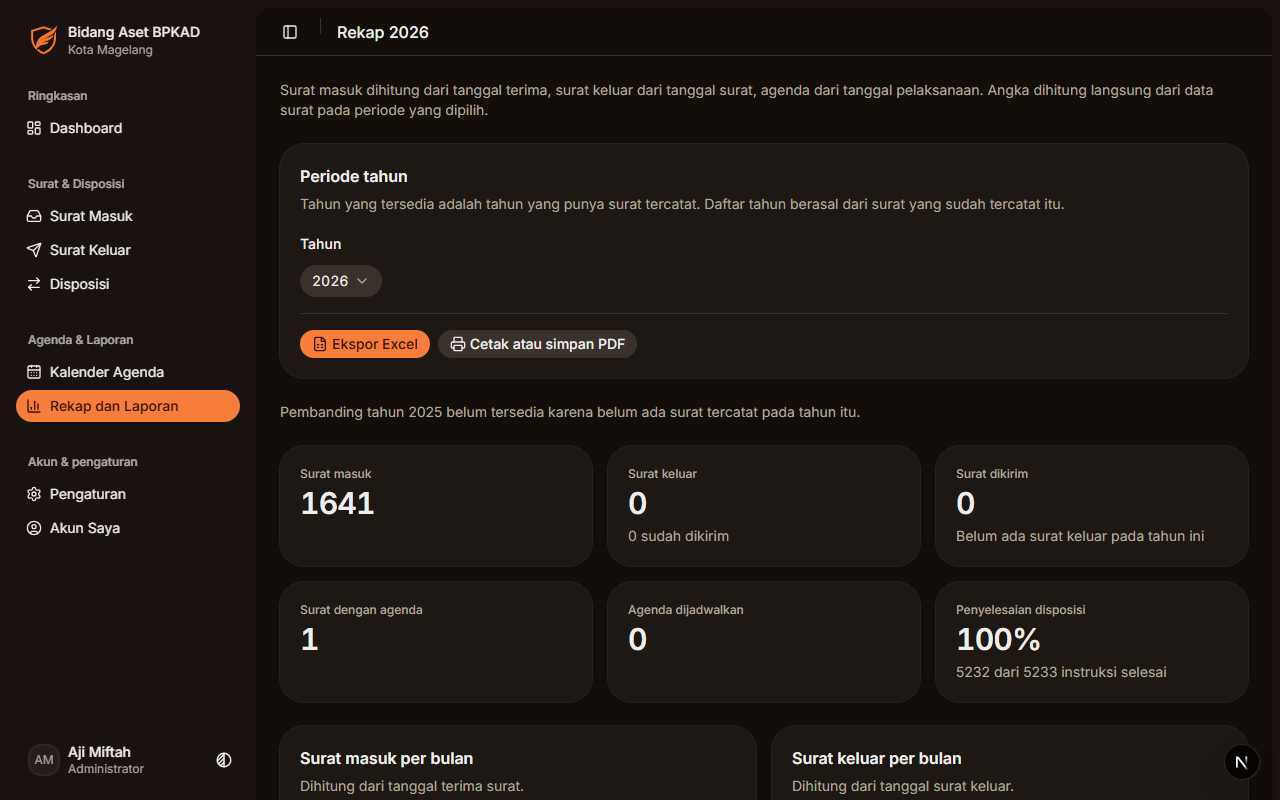 Bidang Aset BPKAD
Kota Magelang
Ringkasan
Dashboard
Surat & Disposisi
Surat Masuk
Surat Keluar
Disposisi
Agenda & Laporan
Kalender Agenda
Rekap dan Laporan
Akun & pengaturan
Pengaturan
Akun Saya
AM
Aji Miftah
Administrator
Rekap 2026
Surat masuk dihitung dari tanggal terima, surat keluar dari tanggal surat, agenda dari tanggal pelaksanaan. Angka dihitung langsung dari data
surat pada periode yang dipilih.
Periode tahun
Tahun yang tersedia adalah tahun yang punya surat tercatat. Daftar tahun berasal dari surat yang sudah tercatat itu.
Tahun
2026
Ekspor Excel
Cetak atau simpan PDF
Pembanding tahun 2025 belum tersedia karena belum ada surat tercatat pada tahun itu.
Surat masuk
1641
Surat keluar
0
0 sudah dikirim
Surat dikirim
0
Belum ada surat keluar pada tahun ini
Surat dengan agenda
1
Agenda dijadwalkan
0
Penyelesaian disposisi
100%
5232 dari 5233 instruksi selesai
Surat masuk per bulan
Dihitung dari tanggal terima surat.
Surat keluar per bulan
Dihitung dari tanggal surat keluar.
N